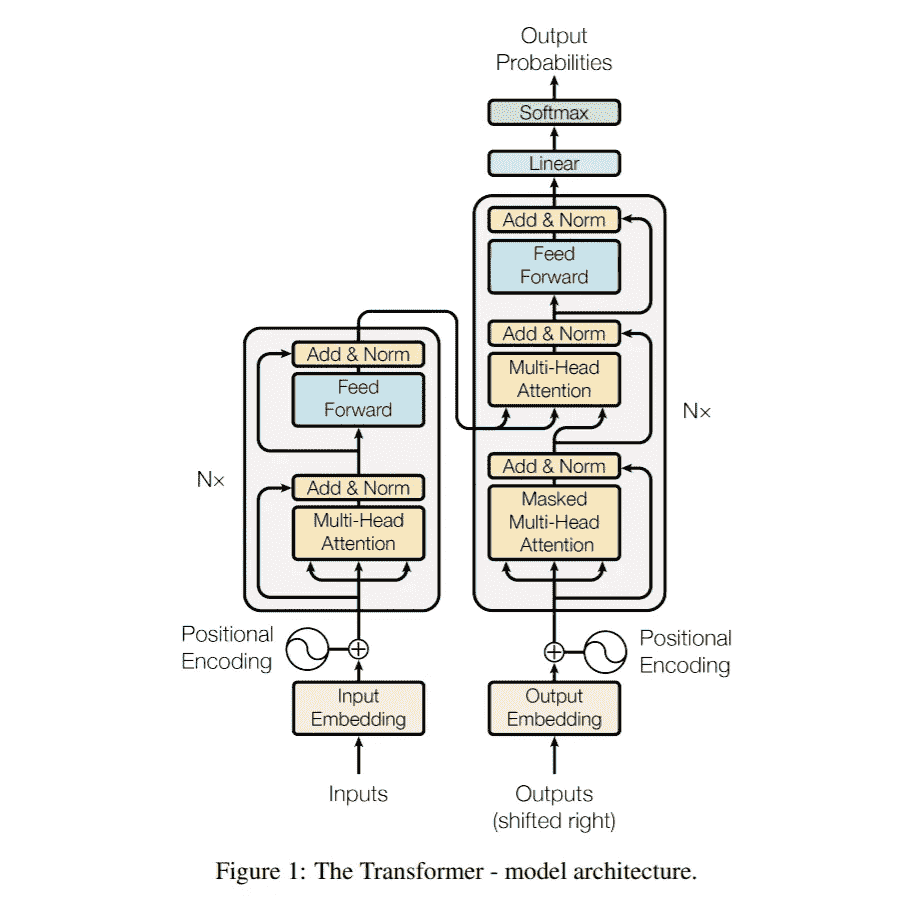 Output
Probabilities
Softmax
Linear
Add & Norm
Feed
Forward
Add & Norm
Multi-Head
Attention
Add & Norm
Masked
Multi-Head
Attention
Nx
Add & Norm
Feed
Forward
Add & Norm
Multi-Head
Attention
Nx
Positional
Encoding
Positional
Encoding
Input
Embedding
Output
Embedding
Inputs
Outputs
(shifted right)
Figure 1: The Transformer - model architecture.